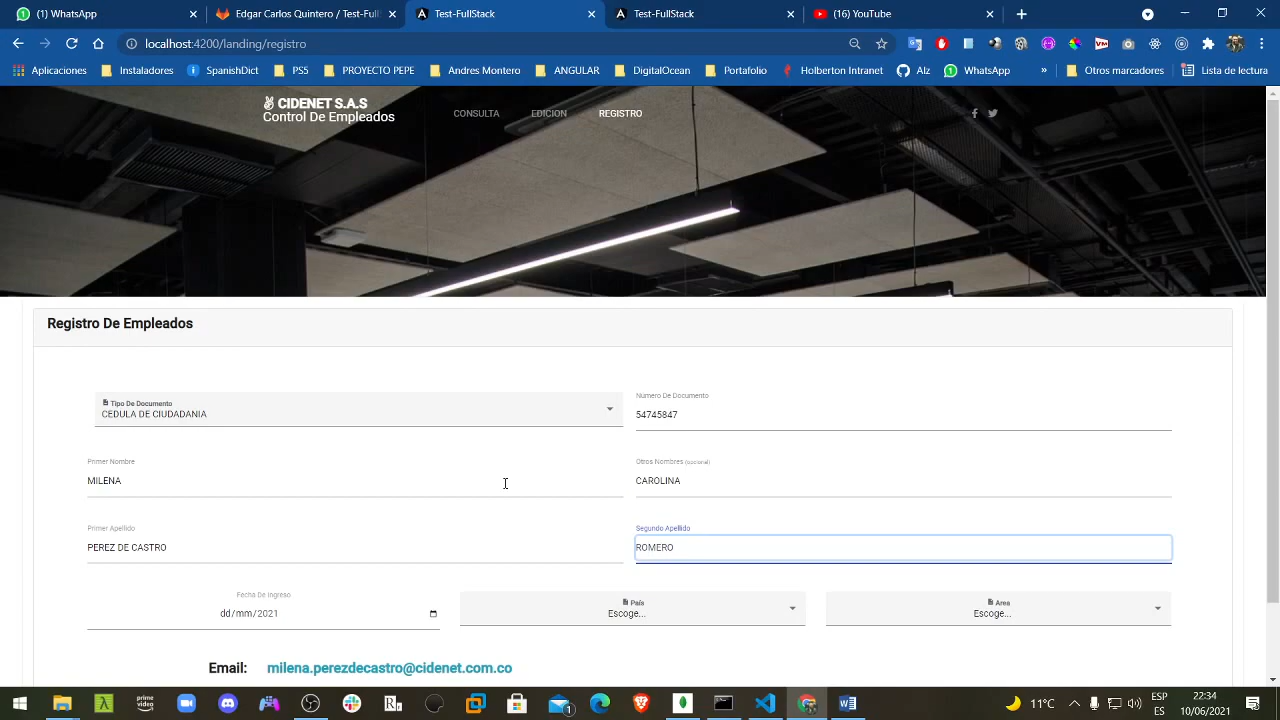 (1) WhatsApp
Edgar Carlos Quintero / Test-Full
Test-FullStack
Test-FullStack
(16) YouTube
localhost:4200/landing/registro
Aplicaciones
Instaladores
SpanishDict
PS5
PROYECTO PEPE
Andres Montero
ANGULAR
DigitalOcean
Portafolio
Holberton Intranet
Alz
WhatsApp
»
Otros marcadores
Lista de lectura
CIDENET S.A.S
Control De Empleados
CONSULTA
EDICION
REGISTRO
Registro De Empleados
Tipo De Documento
CEDULA DE CIUDADANIA
Número De Documento
54745847
Primer Nombre
MILENA
Otros Nombres (opcional)
CAROLINA
Primer Apellido
PEREZ DE CASTRO
Segundo Apellido
ROMERO
Fecha De Ingreso
dd/mm/2021
País
Escoge...
Area
Escoge...
Email: milena.perezdecastro@cidenet.com.co
prime
video
11°C
ESP
ES
22:34
10/06/2021